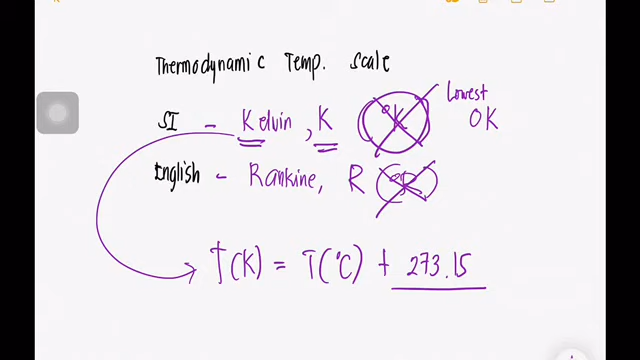 Thermodynamic Temp. Scale
SI - Kelvin, K °K Lowest 0K
English - Rankine, R °R
T(K) = T(°C) + 273.15